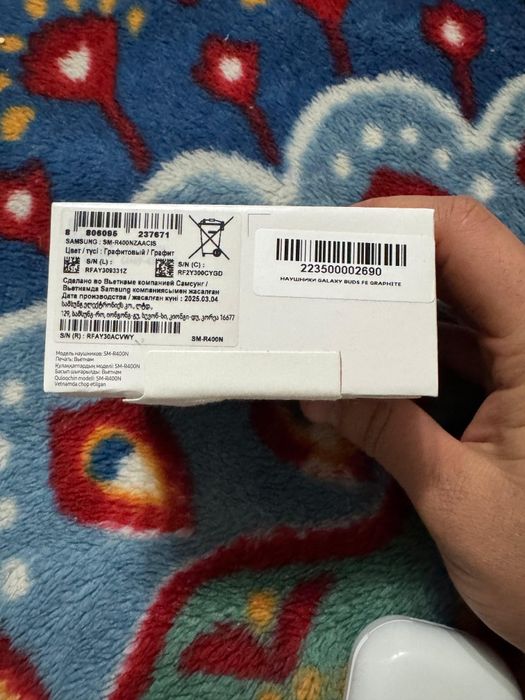 8 806095 237671
SAMSUNG : SM-R400NZAACIS
Цвет / түсі : Графитовый / Графит
S/N (L) :
RFAY309331Z
S/N (C) :
RF2Y300CYGD
Сделано во Вьетнаме компанией Самсунг /
Вьетнамда Samsung компаниясымен жасалған
Дата производства / жасалған күні : 2025.03.04
16677
S/N (R) : RFAY30ACVWY
SM-R400N
Модель наушников: SM-R400N
Печать: Вьетнам
Құлаққаптардың моделі: SM-R400N
Басып шығарылды: Вьетнам
Quloqchin modeli: SM-R400N
Vetnamda chop etilgan
223500002690
НАУШНИКИ GALAXY BUDS FE GRAPHITE